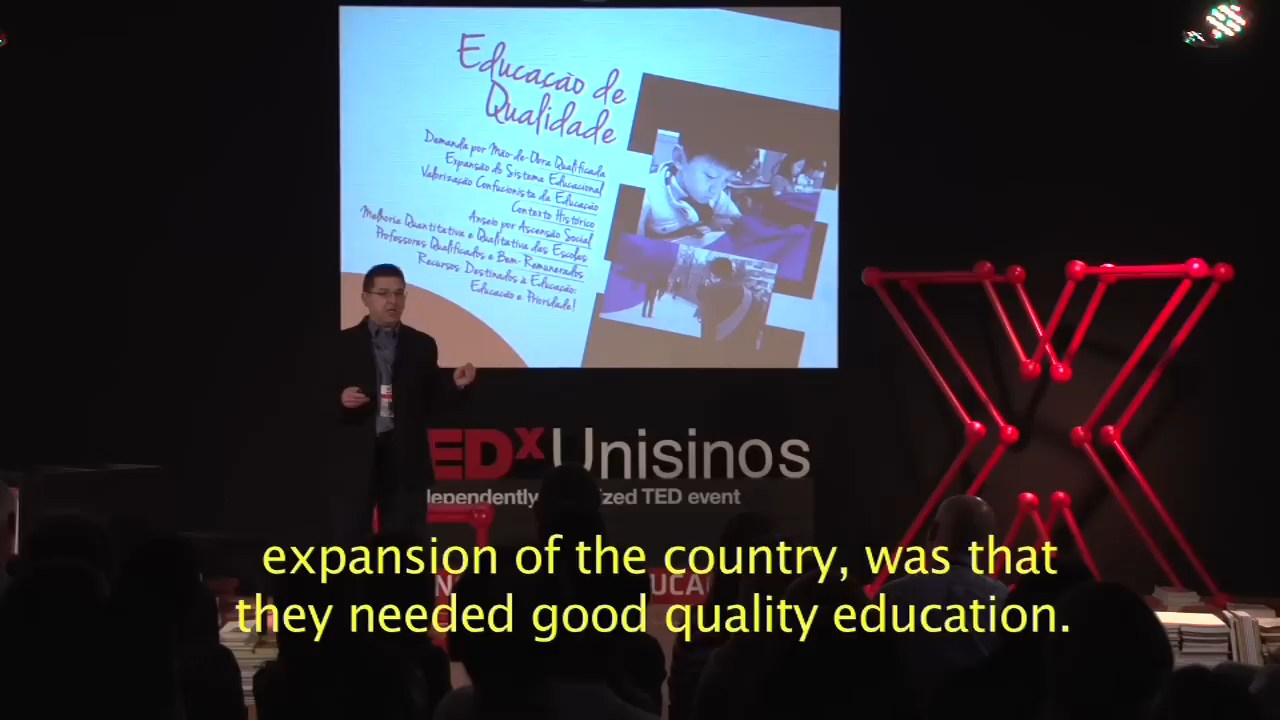 Educação de
Qualidade
Demanda por Mão-de-Obra Qualificada
Expansão do Sistema Educacional
Valorização Confucionista da Educação
Contexto Histórico
Anseio por Ascensão Social
Melhoria Quantitativa e Qualitativa das Escolas
Professores Qualificados e Bem-Remunerados
Recursos Destinados à Educação:
Educação e Prioridade!
EDx Unisinos
TED event
expansion of the country, was that
they needed good quality education.